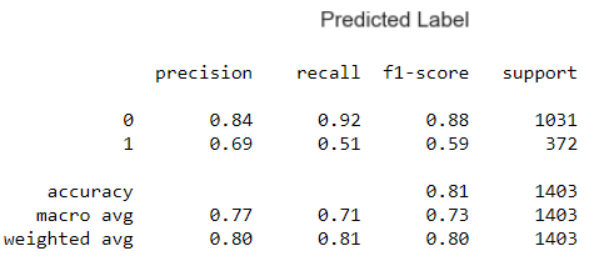 Predicted Label
precision recall f1-score support
0 0.84 0.92 0.88 1031
1 0.69 0.51 0.59 372
accuracy 0.81 1403
macro avg 0.77 0.71 0.73 1403
weighted avg 0.80 0.81 0.80 1403